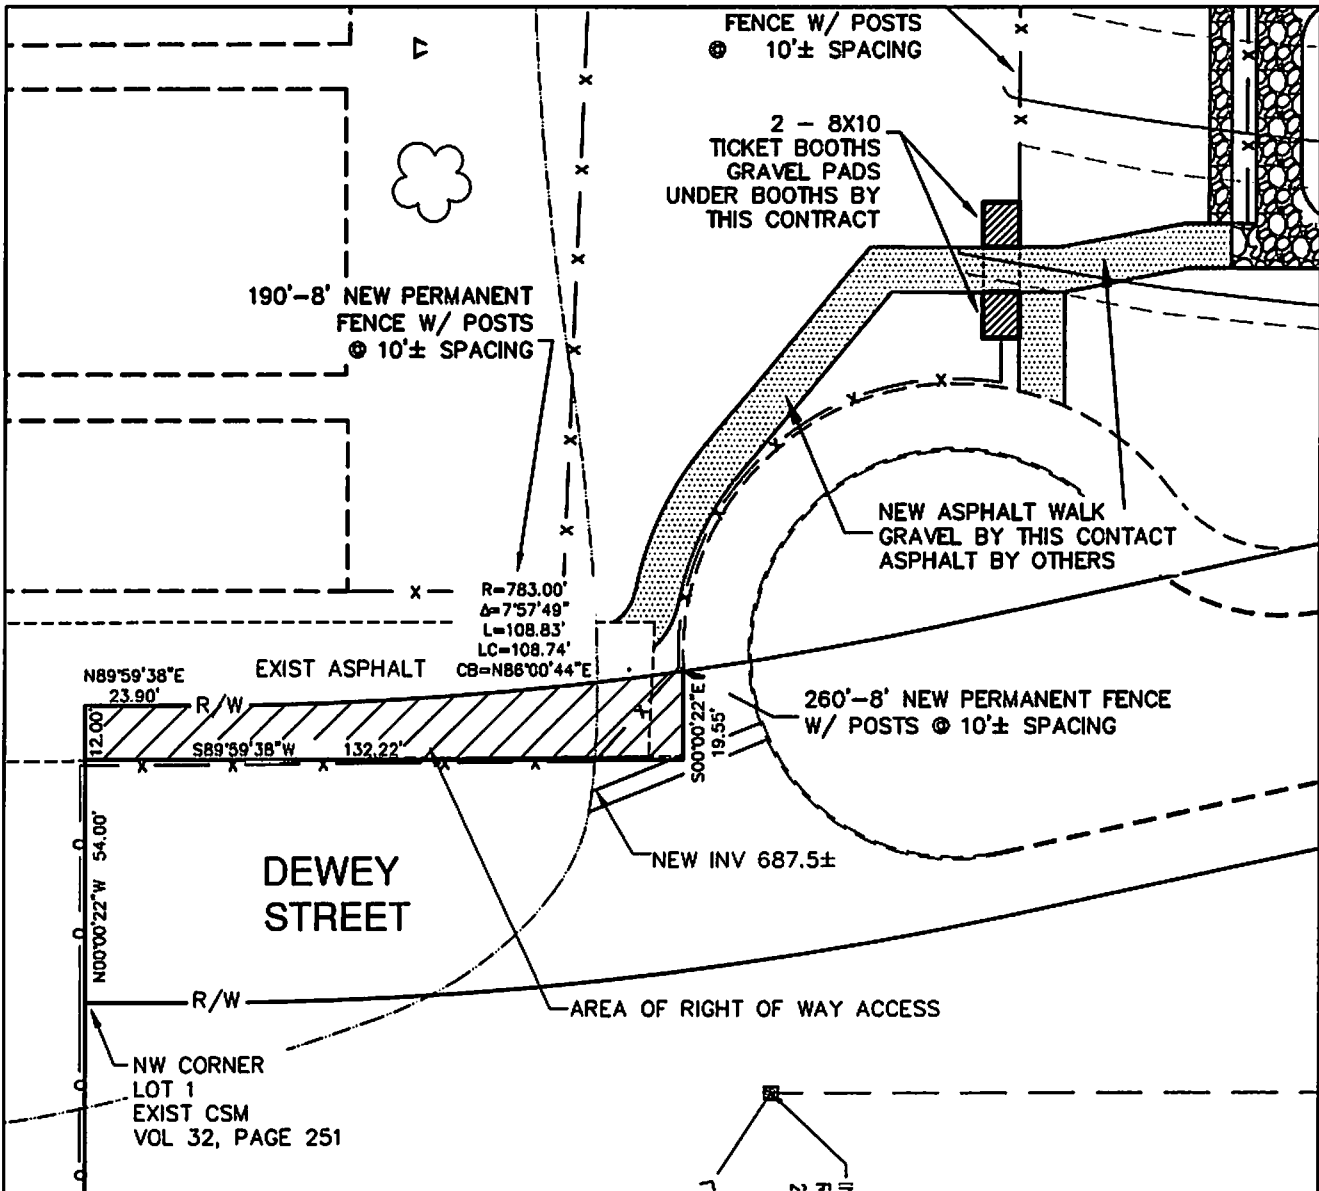 FENCE W/ POSTS
@ 10'± SPACING
2 - 8X10
TICKET BOOTHS
GRAVEL PADS
UNDER BOOTHS BY
THIS CONTRACT
190'-8' NEW PERMANENT
FENCE W/ POSTS
@ 10'± SPACING
NEW ASPHALT WALK
GRAVEL BY THIS CONTACT
ASPHALT BY OTHERS
R=783.00'
Δ=7°57'49"
L=108.83'
LC=108.74'
CB=N86°00'44"E
EXIST ASPHALT
N89°59'38"E
23.90'
R/W
12.00'
S89°59'38"W 132.22'
S00°00'22"E
19.55'
260'-8' NEW PERMANENT FENCE
W/ POSTS @ 10'± SPACING
N00°00'22"W 54.00'
DEWEY
STREET
NEW INV 687.5±
R/W
AREA OF RIGHT OF WAY ACCESS
NW CORNER
LOT 1
EXIST CSM
VOL 32, PAGE 251